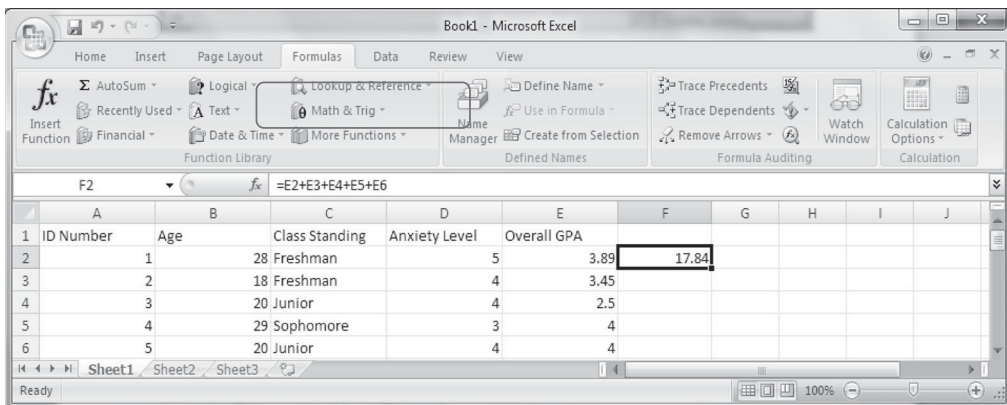 Book1 - Microsoft Excel
Home Insert Page Layout Formulas Data Review View
fx Insert Function
Σ AutoSum
Recently Used
Financial
Logical
A Text
Date & Time
Lookup & Reference
θ Math & Trig
More Functions
Function Library
Name Manager
Define Name
fx Use in Formula
Create from Selection
Defined Names
Trace Precedents
Trace Dependents
Remove Arrows
fx
Watch Window
Formula Auditing
Calculation Options
Calculation
F2 fx =E2+E3+E4+E5+E6
A B C D E F G H I J
1 ID Number Age Class Standing Anxiety Level Overall GPA
2 1 28 Freshman 5 3.89 17.84
3 2 18 Freshman 4 3.45
4 3 20 Junior 4 2.5
5 4 29 Sophomore 3 4
6 5 20 Junior 4 4
Sheet1 Sheet2 Sheet3
Ready 100%